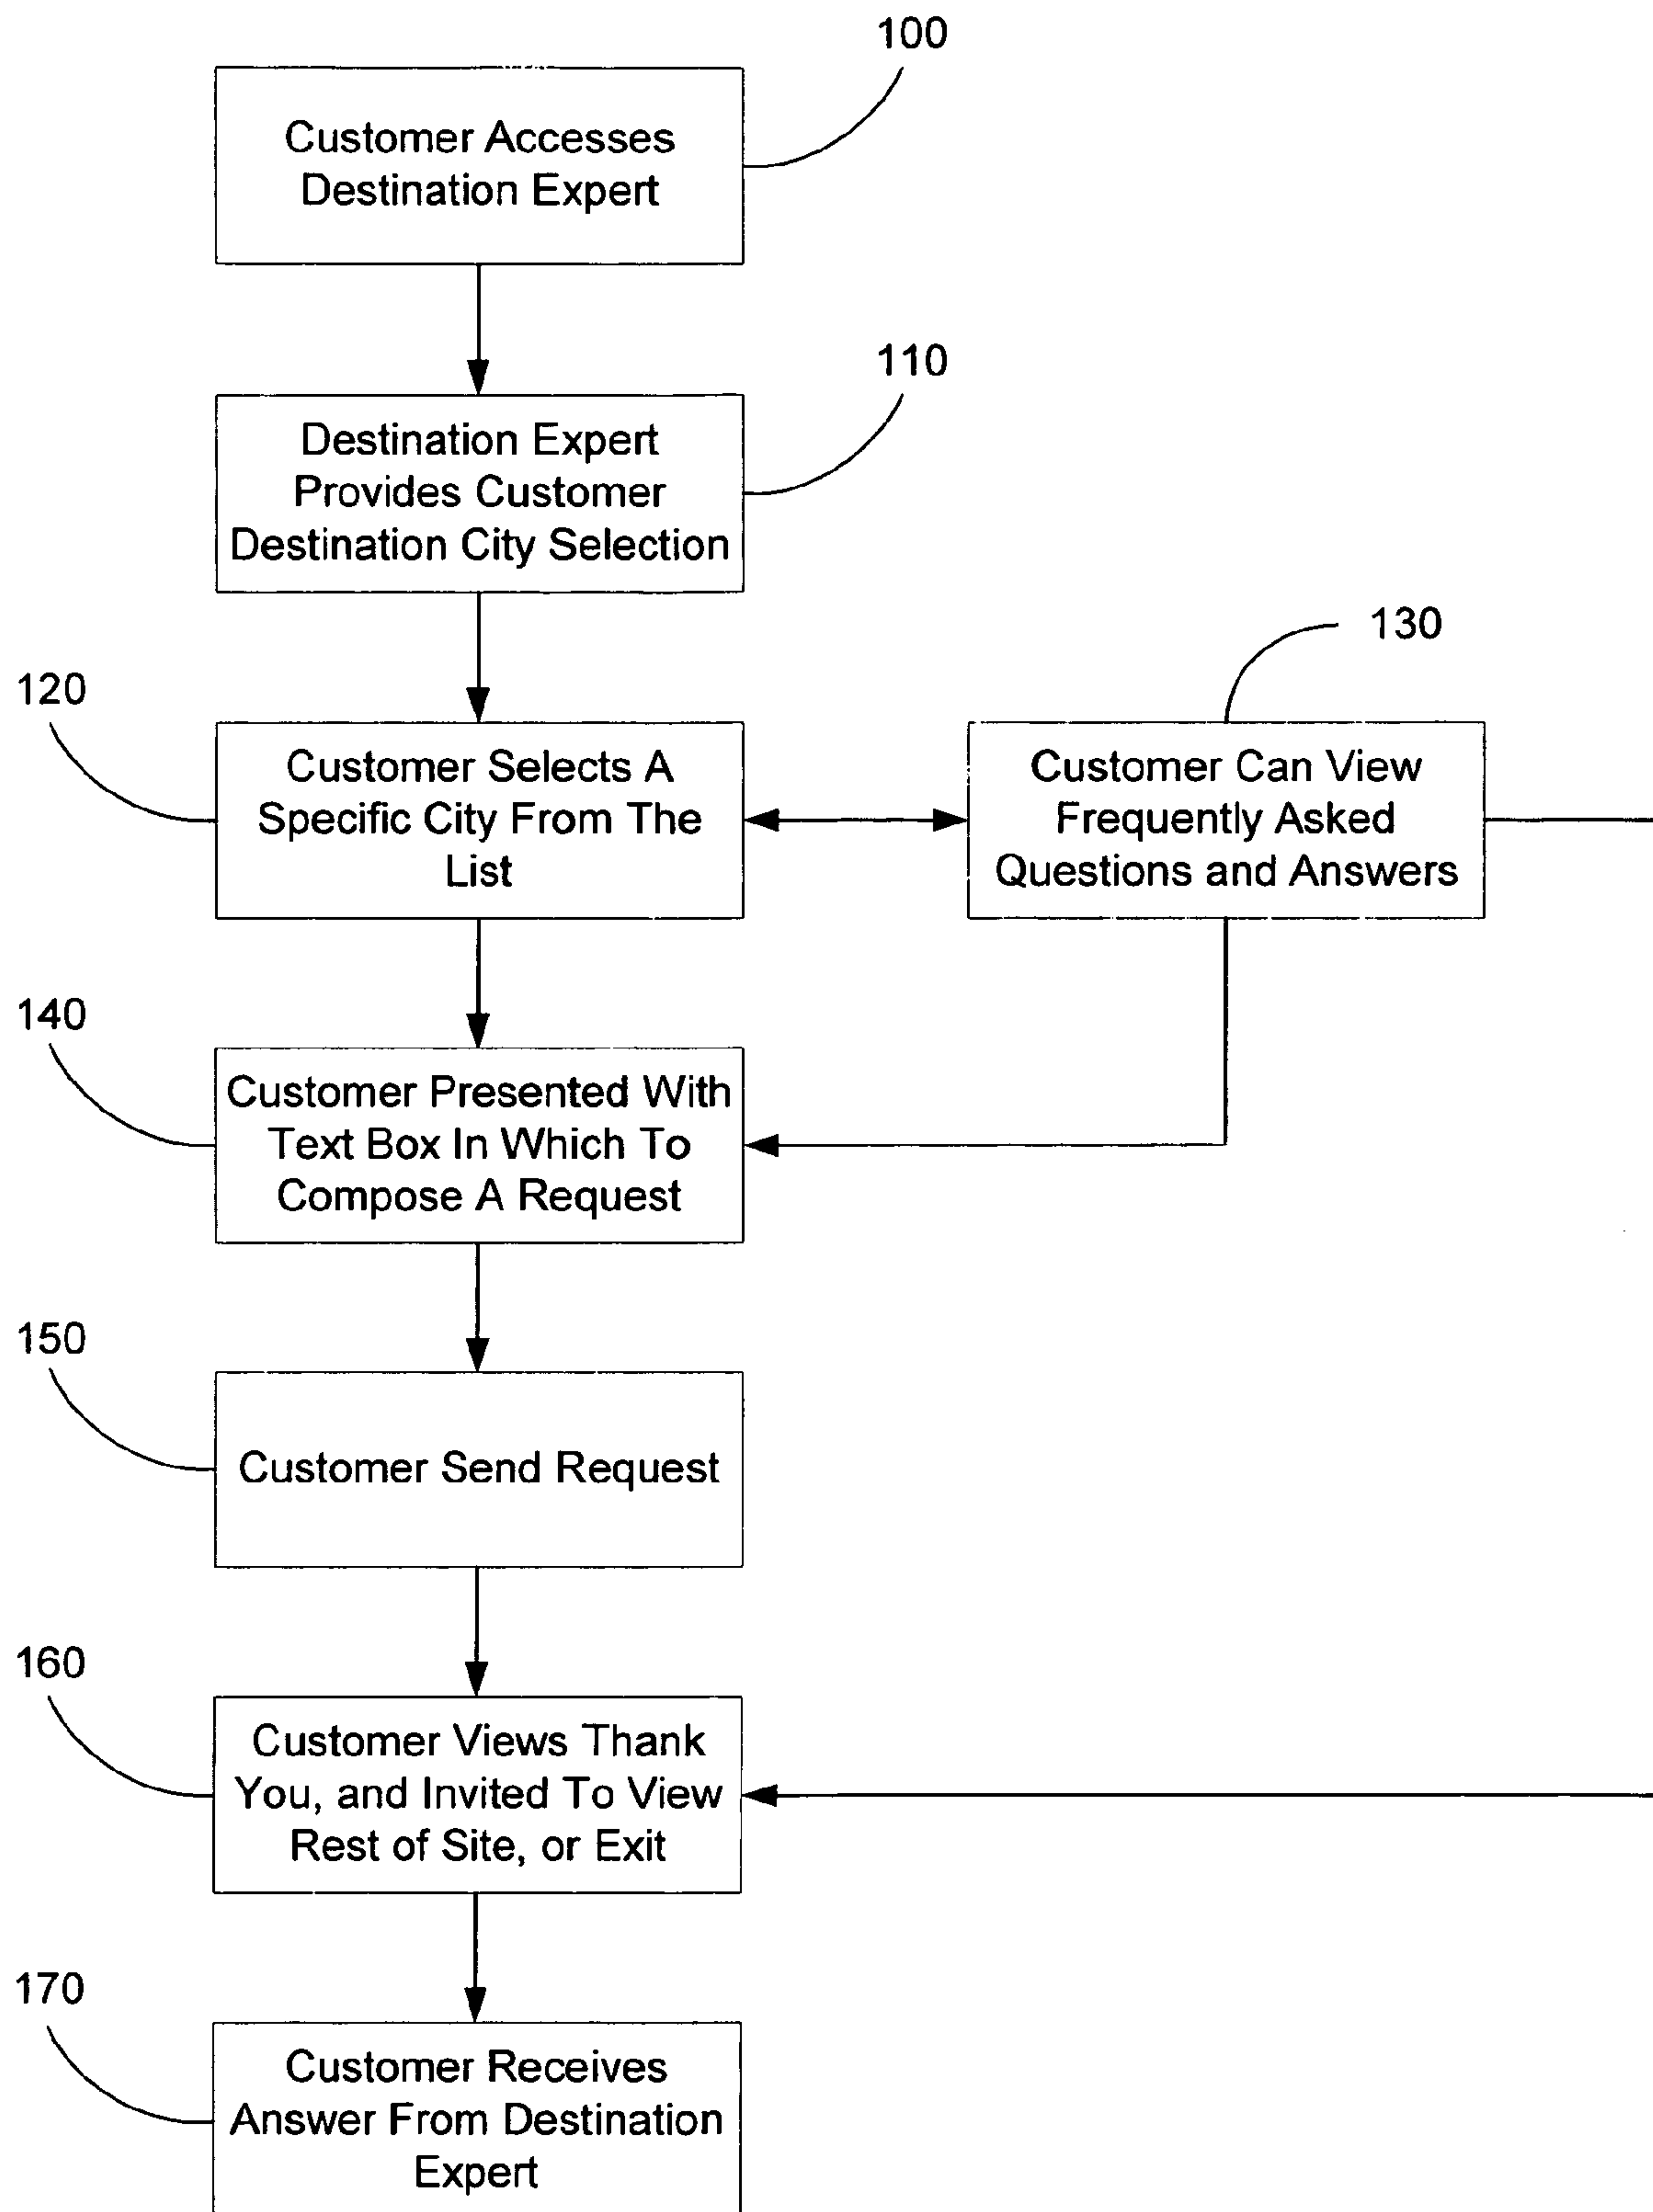 100
Customer Accesses
Destination Expert
110
Destination Expert
Provides Customer
Destination City Selection
120
Customer Selects A
Specific City From The
List
130
Customer Can View
Frequently Asked
Questions and Answers
140
Customer Presented With
Text Box In Which To
Compose A Request
150
Customer Send Request
160
Customer Views Thank
You, and Invited To View
Rest of Site, or Exit
170
Customer Receives
Answer From Destination
Expert